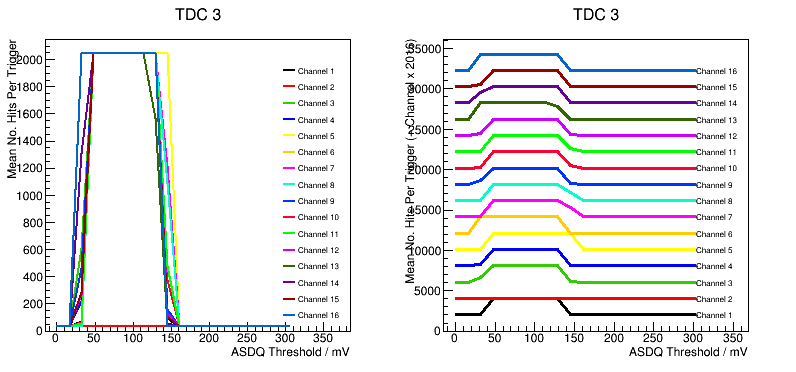 TDC 3
Mean No. Hits Per Trigger
2000
1800
1600
1400
1200
1000
800
600
400
200
0
0 50 100 150 200 250 300 350
ASDQ Threshold / mV
Channel 1
Channel 2
Channel 3
Channel 4
Channel 5
Channel 6
Channel 7
Channel 8
Channel 9
Channel 10
Channel 11
Channel 12
Channel 13
Channel 14
Channel 15
Channel 16
TDC 3
Mean No. Hits Per Trigger (+ Channel x 2016)
35000
30000
25000
20000
15000
10000
5000
0
0 50 100 150 200 250 300 350
ASDQ Threshold / mV
Channel 16
Channel 15
Channel 14
Channel 13
Channel 12
Channel 11
Channel 10
Channel 9
Channel 8
Channel 7
Channel 6
Channel 5
Channel 4
Channel 3
Channel 2
Channel 1